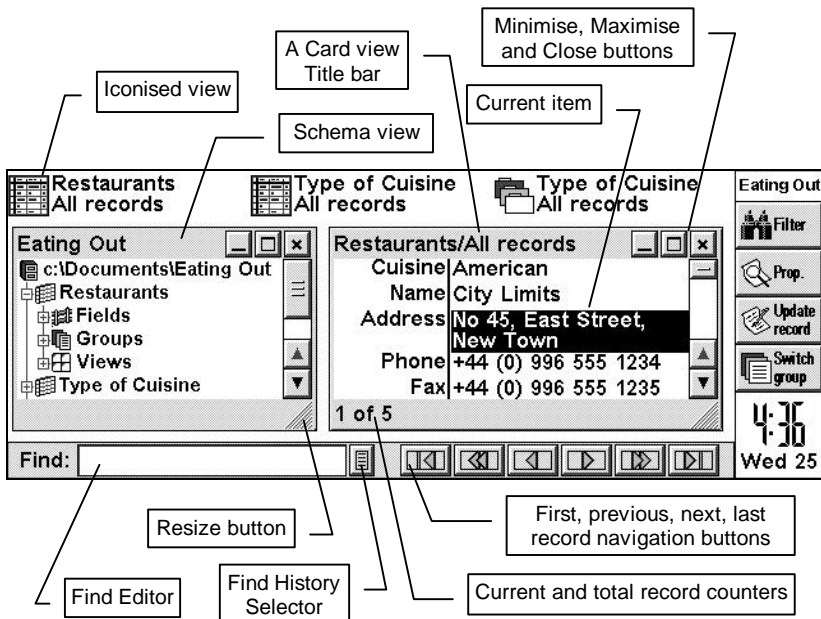 Minimise, Maximise
and Close buttons
A Card view
Title bar
Iconised view
Current item
Schema view
Restaurants
All records
Type of Cuisine
All records
Type of Cuisine
All records
Eating Out
Filter
Prop.
Update
record
Switch
group
4:36
Wed 25
Eating Out
c:\Documents\Eating Out
Restaurants
Fields
Groups
Views
Type of Cuisine
Restaurants/All records
Cuisine American
Name City Limits
Address No 45, East Street,
New Town
Phone +44 (0) 996 555 1234
Fax +44 (0) 996 555 1235
1 of 5
Find:
Resize button
First, previous, next, last
record navigation buttons
Find Editor
Find History
Selector
Current and total record counters